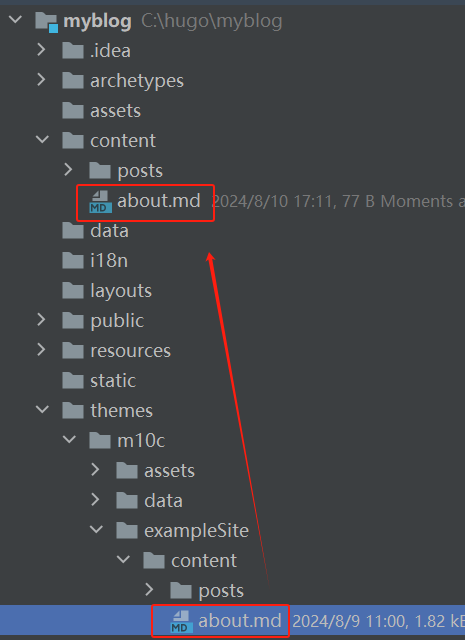 myblog C:\hugo\myblog
.idea
archetypes
assets
content
posts
MD about.md 2024/8/10 17:11, 77 B Moments a
data
i18n
layouts
public
resources
static
themes
m10c
assets
data
exampleSite
content
posts
MD about.md 2024/8/9 11:00, 1.82 kB